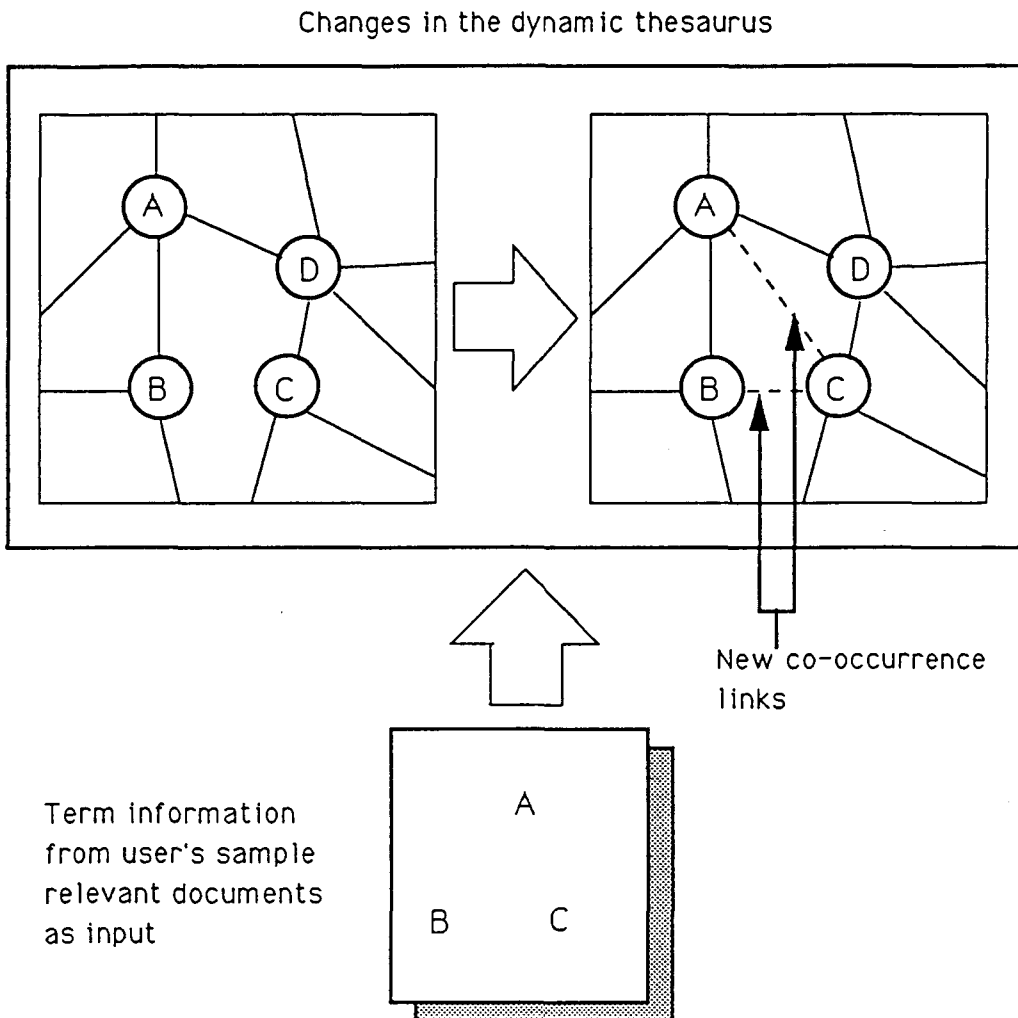 Changes in the dynamic thesaurus
A
D
B
C
A
D
B
C
New co-occurrence
links
Term information
from user's sample
relevant documents
as input
A
B C